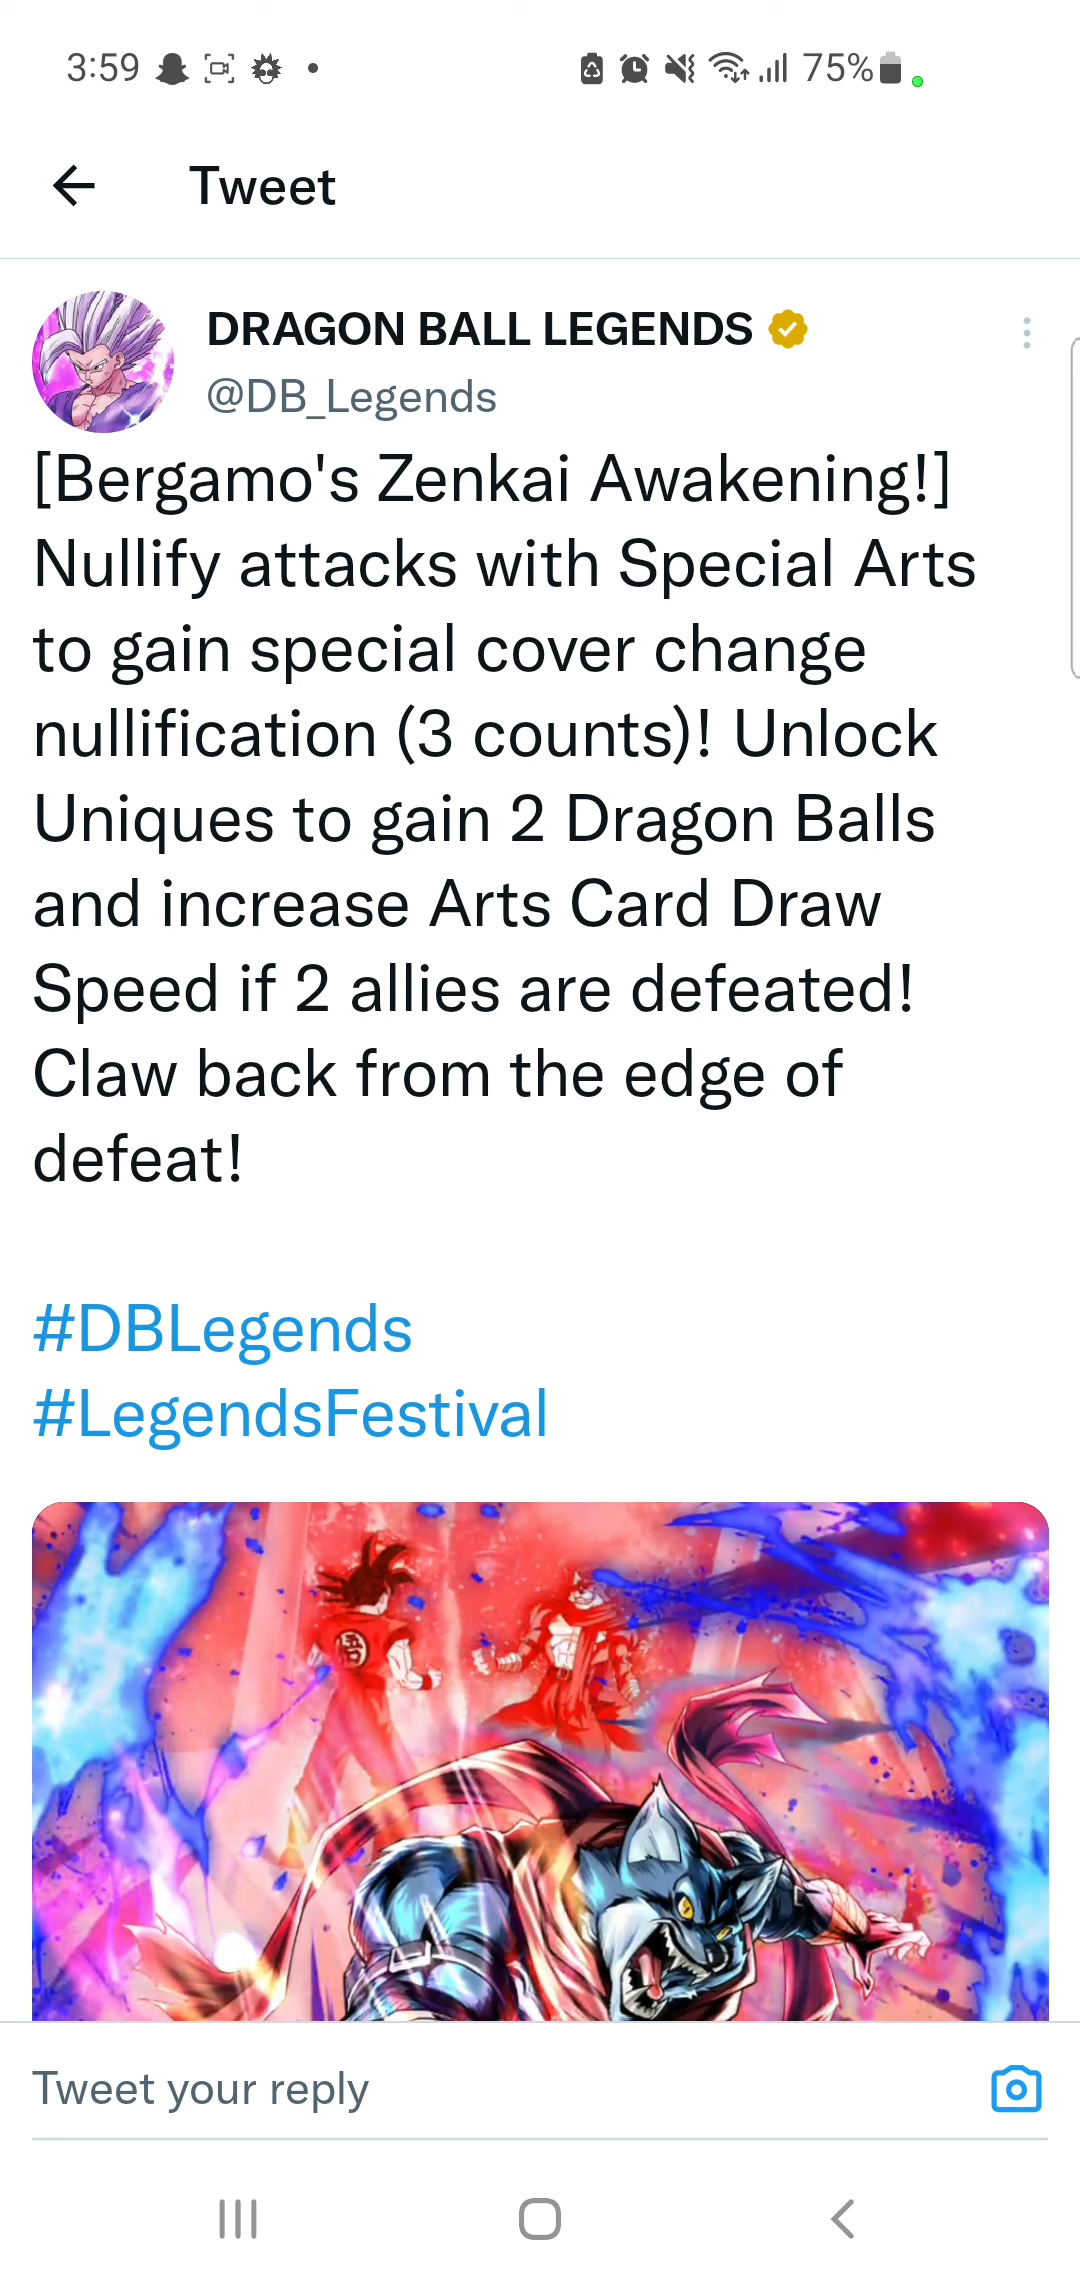 3:59
75%
Tweet
DRAGON BALL LEGENDS
@DB_Legends
[Bergamo's Zenkai Awakening!]
Nullify attacks with Special Arts
to gain special cover change
nullification (3 counts)! Unlock
Uniques to gain 2 Dragon Balls
and increase Arts Card Draw
Speed if 2 allies are defeated!
Claw back from the edge of
defeat!
#DBLegends
#LegendsFestival
悟
Tweet your reply